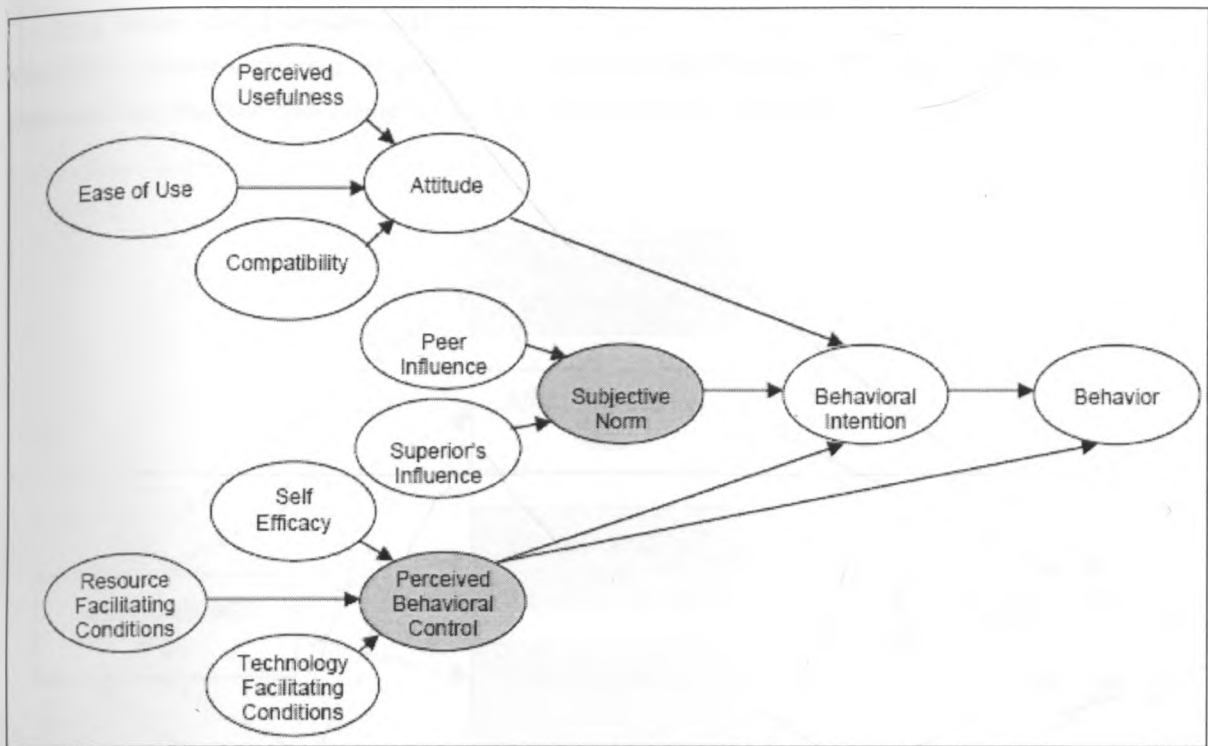 Perceived
Usefulness
Ease of Use
Attitude
Compatibility
Peer
Influence
Subjective
Norm
Behavioral
Intention
Behavior
Superior's
Influence
Self
Efficacy
Resource
Facilitating
Conditions
Perceived
Behavioral
Control
Technology
Facilitating
Conditions